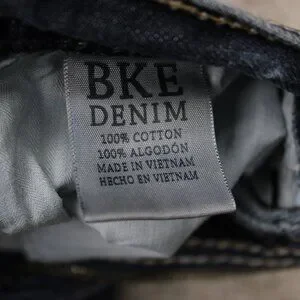 BKE
DENIM
100% COTTON
100% ALGODÓN
MADE IN VIETNAM
HECHO EN VIETNAM